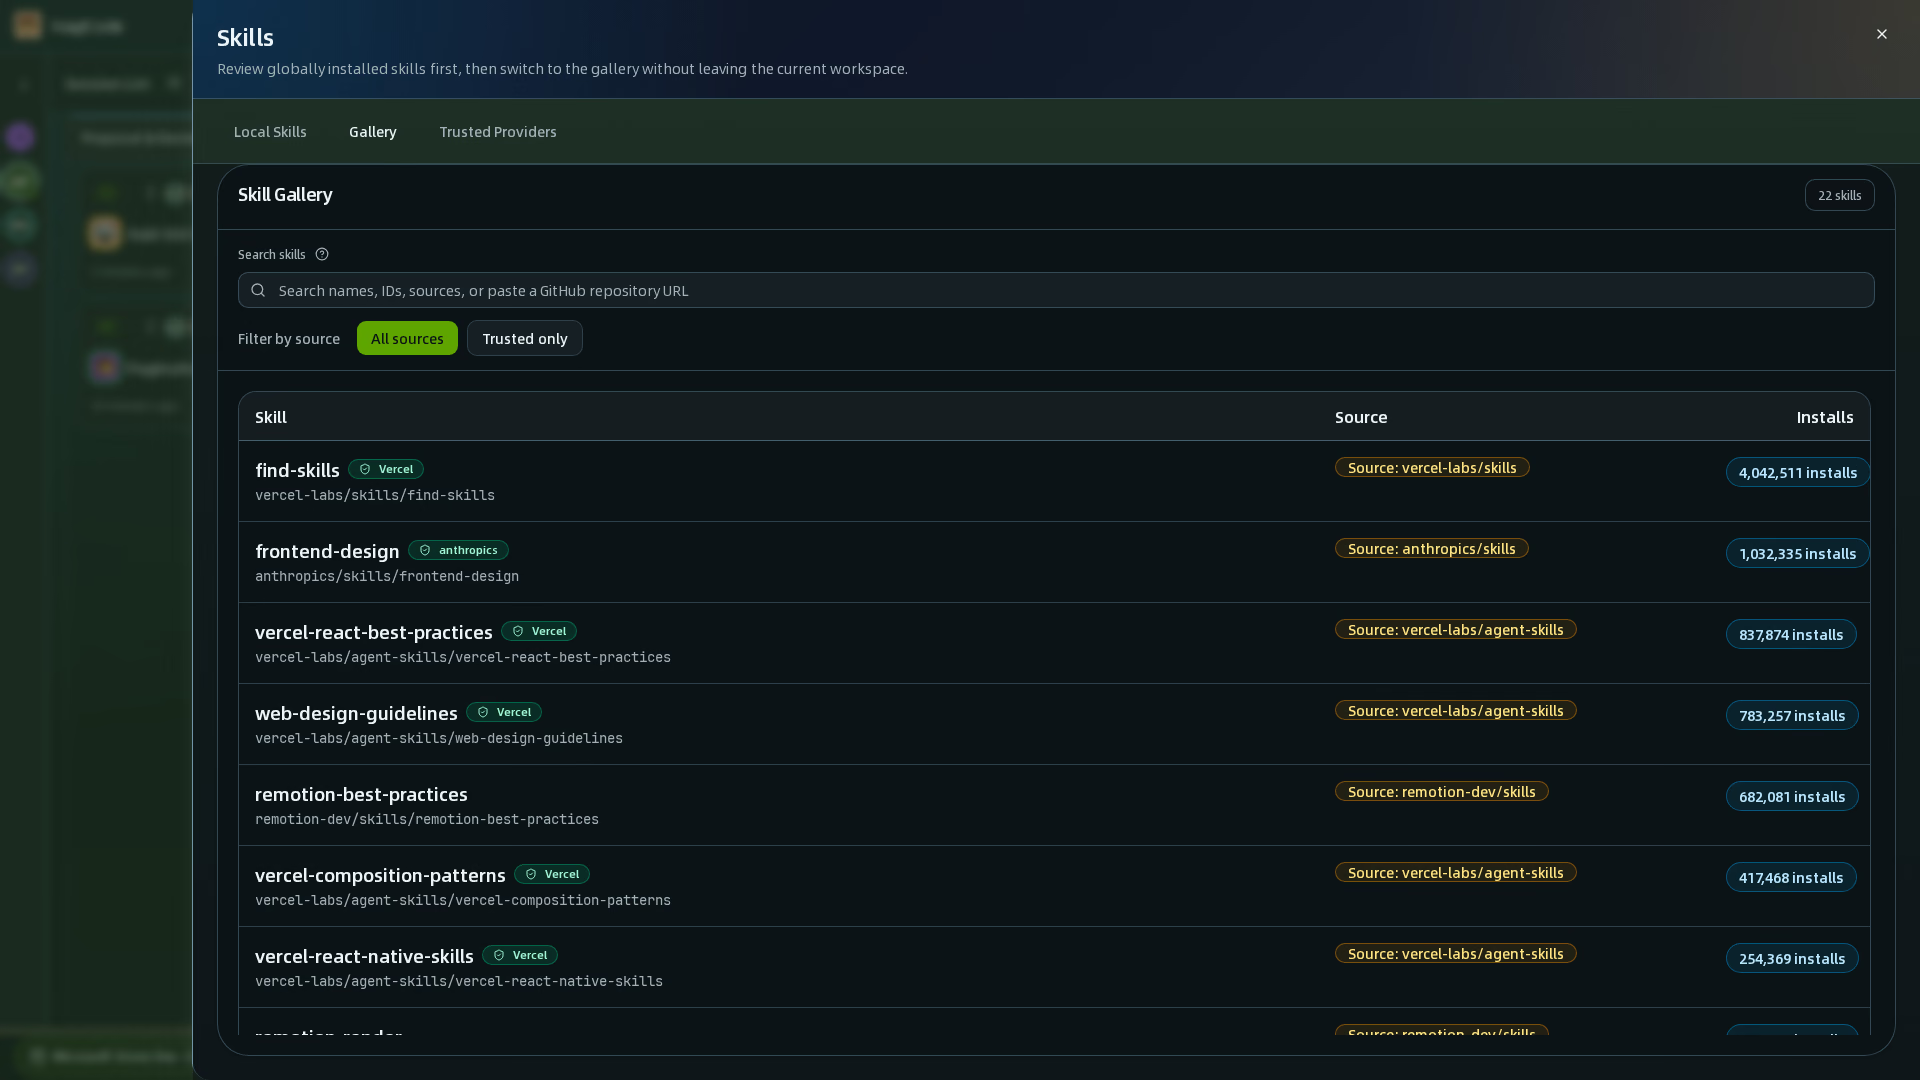 Skills
Review globally installed skills first, then switch to the gallery without leaving the current workspace.
Local Skills
Gallery
Trusted Providers
Skill Gallery
22 skills
Search skills
Search names, IDs, sources, or paste a GitHub repository URL
Filter by source
All sources
Trusted only
Skill
Source
Installs
find-skills
Vercel
vercel-labs/skills/find-skills
Source: vercel-labs/skills
4,042,511 installs
frontend-design
anthropics
anthropics/skills/frontend-design
Source: anthropics/skills
1,032,335 installs
vercel-react-best-practices
Vercel
vercel-labs/agent-skills/vercel-react-best-practices
Source: vercel-labs/agent-skills
837,874 installs
web-design-guidelines
Vercel
vercel-labs/agent-skills/web-design-guidelines
Source: vercel-labs/agent-skills
783,257 installs
remotion-best-practices
remotion-dev/skills/remotion-best-practices
Source: remotion-dev/skills
682,081 installs
vercel-composition-patterns
Vercel
vercel-labs/agent-skills/vercel-composition-patterns
Source: vercel-labs/agent-skills
417,468 installs
vercel-react-native-skills
Vercel
vercel-labs/agent-skills/vercel-react-native-skills
Source: vercel-labs/agent-skills
254,369 installs
remotion-render
Source: remotion-dev/skills